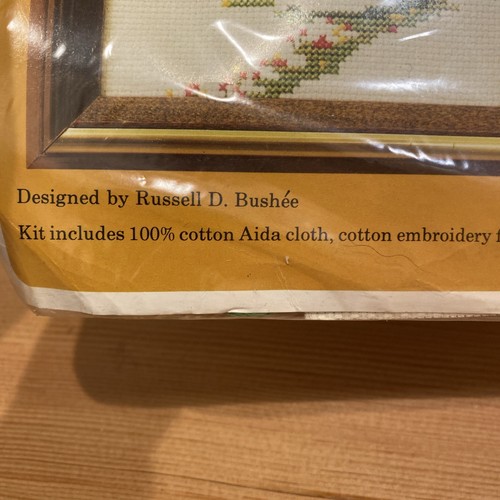 Designed by Russell D. Bushée
Kit includes 100% cotton Aida cloth, cotton embroidery